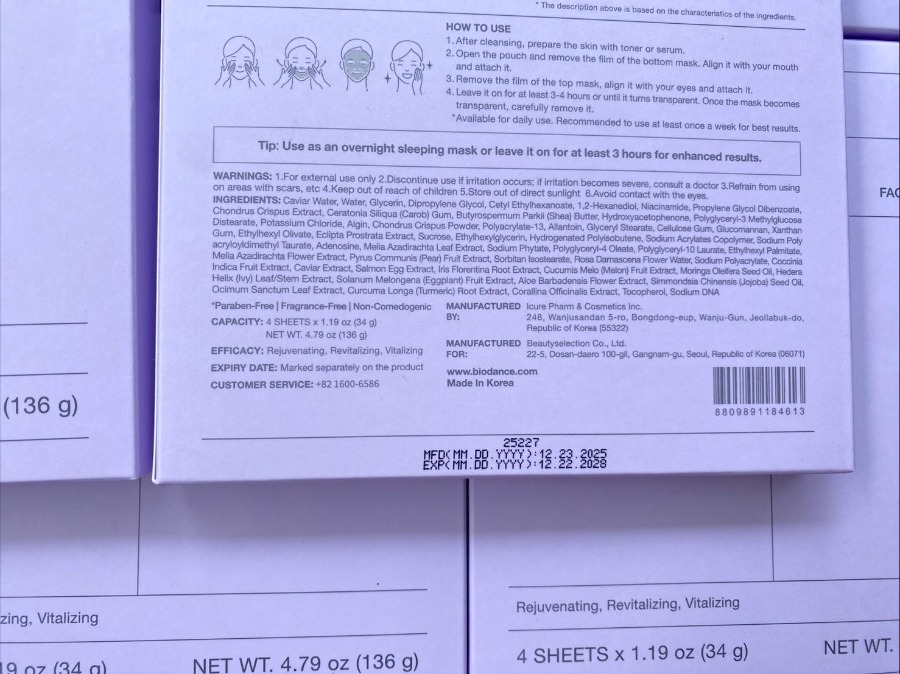 * The description above is based on the characteristics of the ingredients.
HOW TO USE
1. After cleansing, prepare the skin with toner or serum.
2. Open the pouch and remove the film of the bottom mask. Align it with your mouth
and attach it.
3. Remove the film of the top mask, align it with your eyes and attach it.
4. Leave it on for at least 3-4 hours or until it turns transparent. Once the mask becomes
transparent, carefully remove it.
*Available for daily use. Recommended to use at least once a week for best results.
Tip: Use as an overnight sleeping mask or leave it on for at least 3 hours for enhanced results.
WARNINGS: 1.For external use only 2.Discontinue use if irritation occurs; if irritation becomes severe, consult a doctor 3.Refrain from using
on areas with scars, etc 4.Keep out of reach of children 5.Store out of direct sunlight 6.Avoid contact with the eyes.
INGREDIENTS: Caviar Water, Water, Glycerin, Dipropylene Glycol, Cetyl Ethylhexanoate, 1,2-Hexanediol, Niacinamide, Propylene Glycol Dibenzoate,
Chondrus Crispus Extract, Ceratonia Siliqua (Carob) Gum, Butyrospermum Parkii (Shea) Butter, Hydroxyacetophenone, Polyglyceryl-3 Methylglucose
Distearate, Potassium Chloride, Algin, Chondrus Crispus Powder, Polyacrylate-13, Allantoin, Glyceryl Stearate, Cellulose Gum, Glucomannan, Xanthan
Gum, Ethylhexyl Olivate, Eclipta Prostrata Extract, Sucrose, Ethylhexylglycerin, Hydrogenated Polyisobutene, Sodium Acrylates Copolymer, Sodium Poly
acryloyldimethyl Taurate, Adenosine, Melia Azadirachta Leaf Extract, Sodium Phytate, Polyglyceryl-4 Oleate, Polyglyceryl-10 Laurate, Ethylhexyl Palmitate,
Melia Azadirachta Flower Extract, Pyrus Communis (Pear) Fruit Extract, Sorbitan Isostearate, Rosa Damascena Flower Water, Sodium Polyacrylate, Coccinia
Indica Fruit Extract, Caviar Extract, Salmon Egg Extract, Iris Florentina Root Extract, Cucumis Melo (Melon) Fruit Extract, Moringa Oleifera Seed Oil, Hedera
Helix (Ivy) Leaf/Stem Extract, Solanum Melongena (Eggplant) Fruit Extract, Aloe Barbadensis Flower Extract, Simmondsia Chinensis (Jojoba) Seed Oil,
Ocimum Sanctum Leaf Extract, Curcuma Longa (Turmeric) Root Extract, Corallina Officinalis Extract, Tocopherol, Sodium DNA
*Paraben-Free | Fragrance-Free | Non-Comedogenic
CAPACITY: 4 SHEETS x 1.19 oz (34 g)
NET WT. 4.79 oz (136 g)
EFFICACY: Rejuvenating, Revitalizing, Vitalizing
EXPIRY DATE: Marked separately on the product
CUSTOMER SERVICE: +82 1600-6586
MANUFACTURED Icure Pharm & Cosmetics Inc.
BY: 246, Wanjusandan 5-ro, Bongdong-eup, Wanju-Gun, Jeollabuk-do,
Republic of Korea (55322)
MANUFACTURED Beautyselection Co., Ltd.
FOR: 22-5, Dosan-daero 100-gil, Gangnam-gu, Seoul, Republic of Korea (06071)
www.biodance.com
Made In Korea
8809891184613
25227
MFD(MM.DD.YYYY):12.23.2025
EXP(MM.DD.YYYY):12.22.2028
(136 g)
FAC
zing, Vitalizing
19 oz (34 g)
NET WT. 4.79 oz (136 g)
Rejuvenating, Revitalizing, Vitalizing
4 SHEETS x 1.19 oz (34 g)
NET WT.